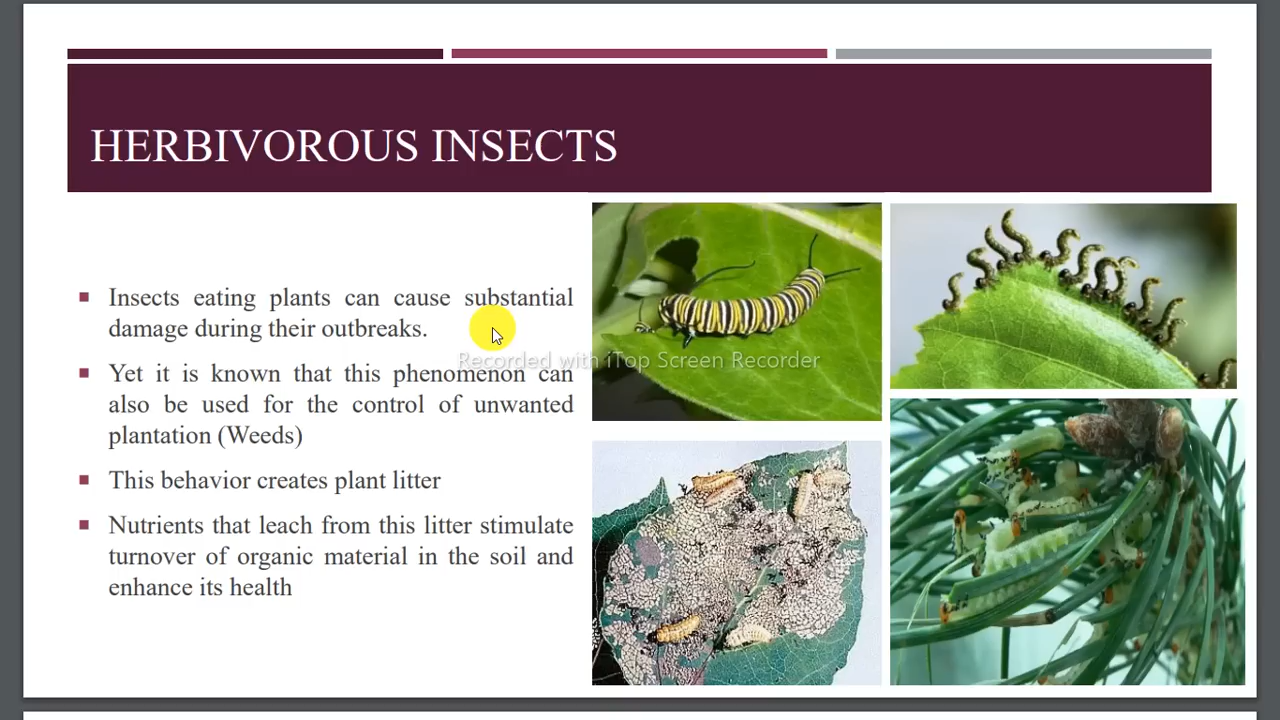 HERBIVOROUS INSECTS
Insects eating plants can cause substantial
damage during their outbreaks.
Recorded with iTop Screen Recorder
Yet it is known that this phenomenon can
also be used for the control of unwanted
plantation (Weeds)
This behavior creates plant litter
Nutrients that leach from this litter stimulate
turnover of organic material in the soil and
enhance its health